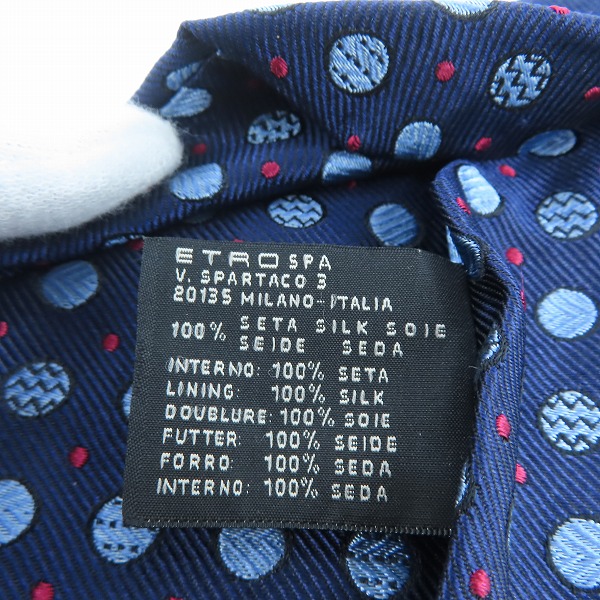 ETRO SPA
V. SPARTACO 3
20135 MILANO-ITALIA
100% SETA SILK SOIE
SEIDE SEDA
INTERNO: 100% SETA
LINING: 100% SILK
DOUBLURE: 100% SOIE
FUTTER: 100% SEIDE
FORRO: 100% SEDA
INTERNO: 100% SEDA